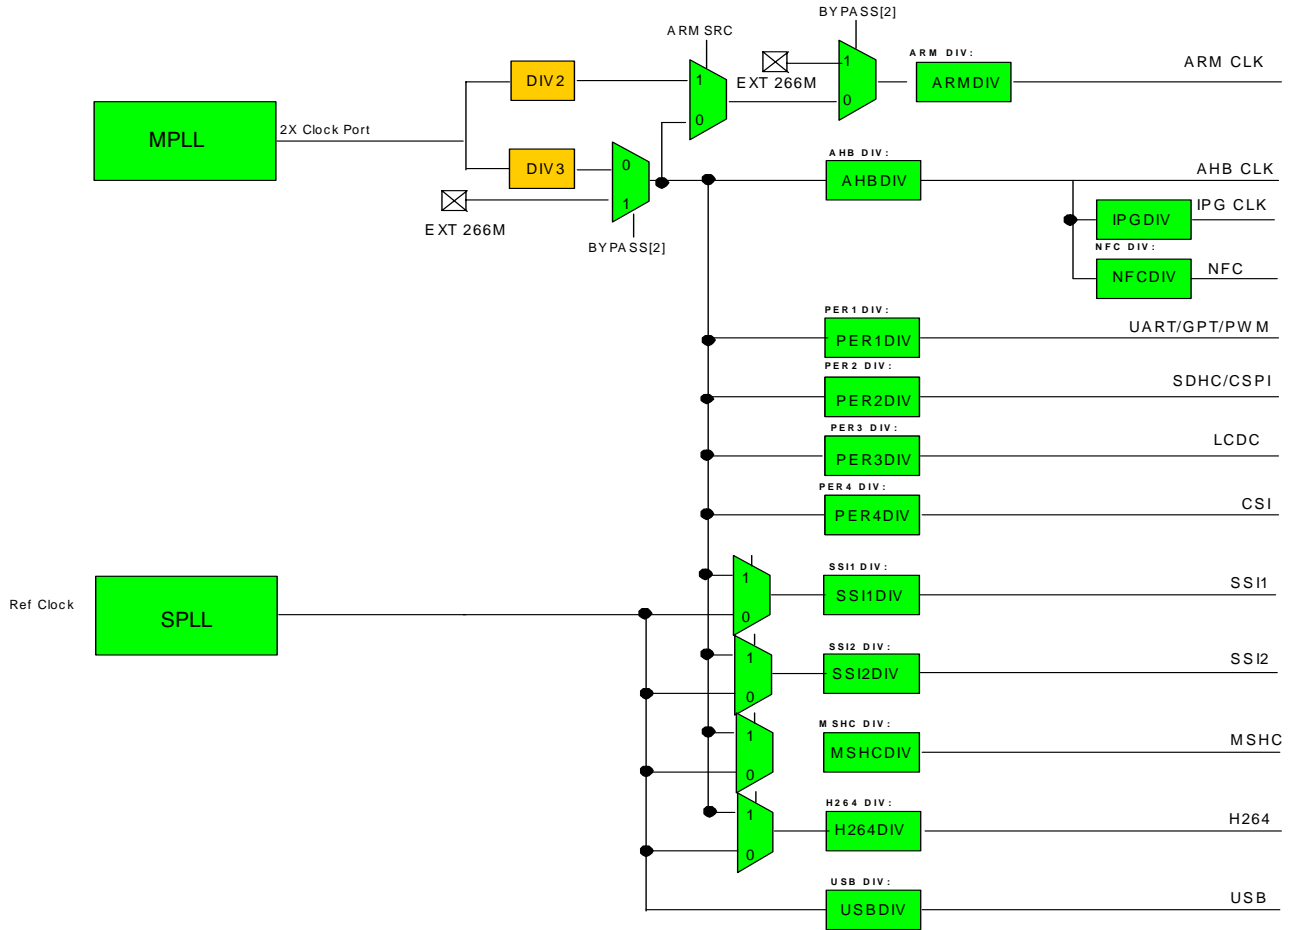 BYPASS[2]
ARM SRC
ARM DIV:
ARM CLK
1
EXT 266M
DIV2
1
ARMDIV
0
0
MPLL
2X Clock Port
AHB DIV:
0
DIV3
AHBDIV
AHB CLK
1
EXT 266M
BYPASS[2]
IPG CLK
IPGDIV
NFC DIV:
NFCDIV
NFC
PER1 DIV:
PER1DIV
UART/GPT/PWM
PER2 DIV:
PER2DIV
SDHC/CSPI
PER3 DIV:
PER3DIV
LCDC
PER4 DIV:
PER4DIV
CSI
SSI1 DIV:
1
SSI1DIV
SSI1
Ref Clock
SPLL
0
SSI2 DIV:
1
SSI2DIV
SSI2
0
MSHC DIV:
1
MSHCDIV
MSHC
0
H264 DIV:
1
H264DIV
H264
0
USB DIV:
USBDIV
USB